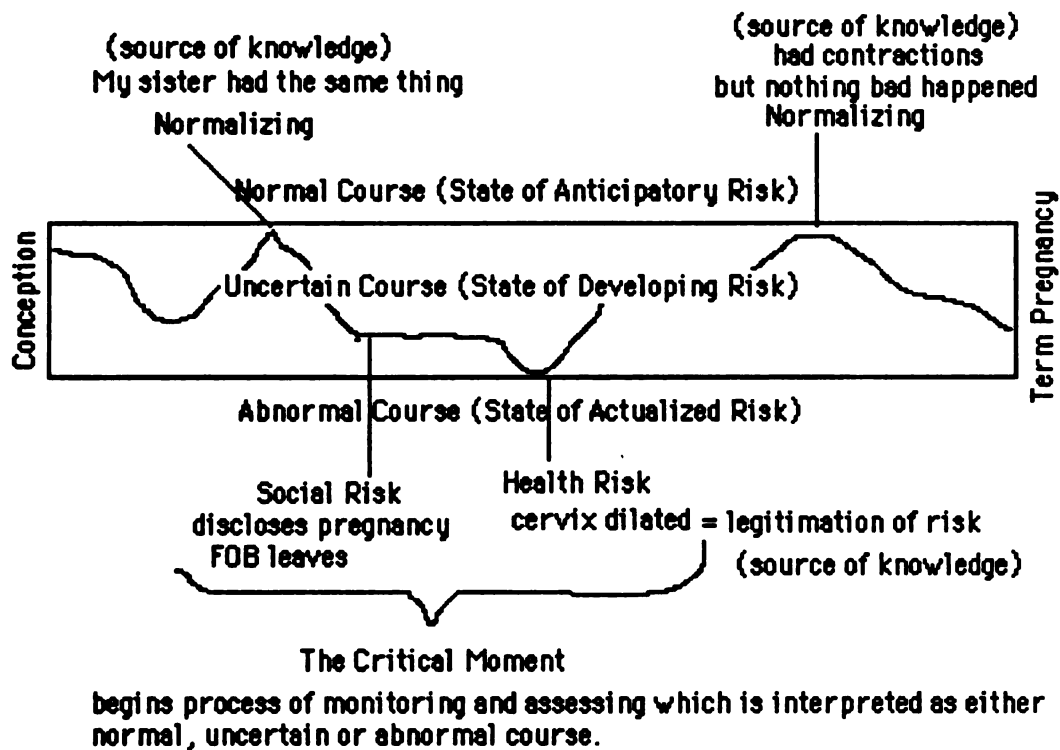 (source of knowledge)
My sister had the same thing
Normalizing
(source of knowledge)
had contractions
but nothing bad happened
Normalizing
Normal Course (State of Anticipatory Risk)
Conception
Uncertain Course (State of Developing Risk)
Term Pregnancy
Abnormal Course (State of Actualized Risk)
Social Risk
discloses pregnancy
FOB leaves
Health Risk
cervix dilated = legitimation of risk
(source of knowledge)
The Critical Moment
begins process of monitoring and assessing which is interpreted as either
normal, uncertain or abnormal course.